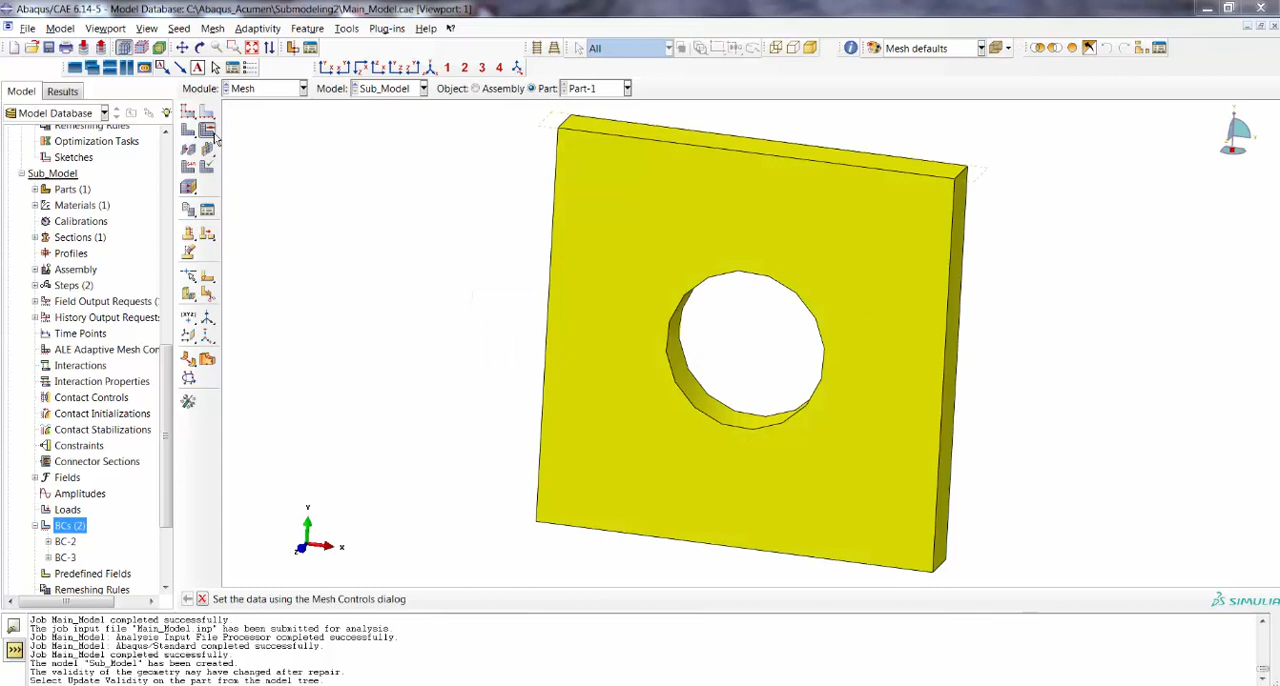 Abaqus/CAE 6.14-5 - Model Database: C:\Abaqus_Acumen\Submodeling2\Main_Model.cae [Viewport: 1]
File Model Viewport View Seed Mesh Adaptivity Feature Tools Plug-ins Help
All Mesh defaults
A 1 2 3 4
Model Results
Module: Mesh Model: Sub_Model Object: Assembly Part: Part-1
Model Database
Remeshing Rules
Optimization Tasks
Sketches
Sub_Model
Parts (1)
Materials (1)
Calibrations
Sections (1)
Profiles
Assembly
Steps (2)
Field Output Requests (
History Output Request:
Time Points
ALE Adaptive Mesh Con
Interactions
Interaction Properties
Contact Controls
Contact Initializations
Contact Stabilizations
Constraints
Connector Sections
Fields
Amplitudes
Loads
BCs (2)
BC-2
BC-3
Predefined Fields
Remeshing Rules
Y
X
Z
Set the data using the Mesh Controls dialog
SIMULIA
Job Main_Model completed successfully
The job input file "Main_Model.inp" has been submitted for analysis.
Job Main_Model: Analysis Input File Processor completed successfully.
Job Main_Model: Abaqus/Standard completed successfully.
Job Main_Model completed successfully.
The model "Sub_Model" has been created.
The validity of the geometry may have changed after repair.
Select Update Validity on the part from the model tree.